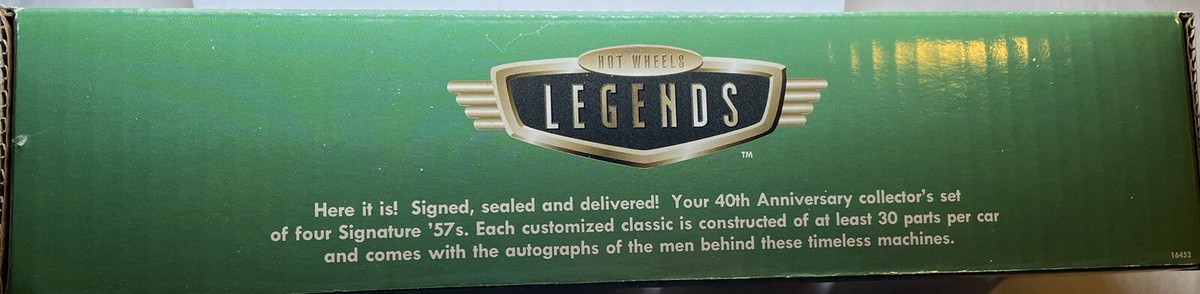 HOT WHEELS
LEGENDS
TM
Here it is! Signed, sealed and delivered! Your 40th Anniversary collector's set
of four Signature '57s. Each customized classic is constructed of at least 30 parts per car
and comes with the autographs of the men behind these timeless machines.
16452